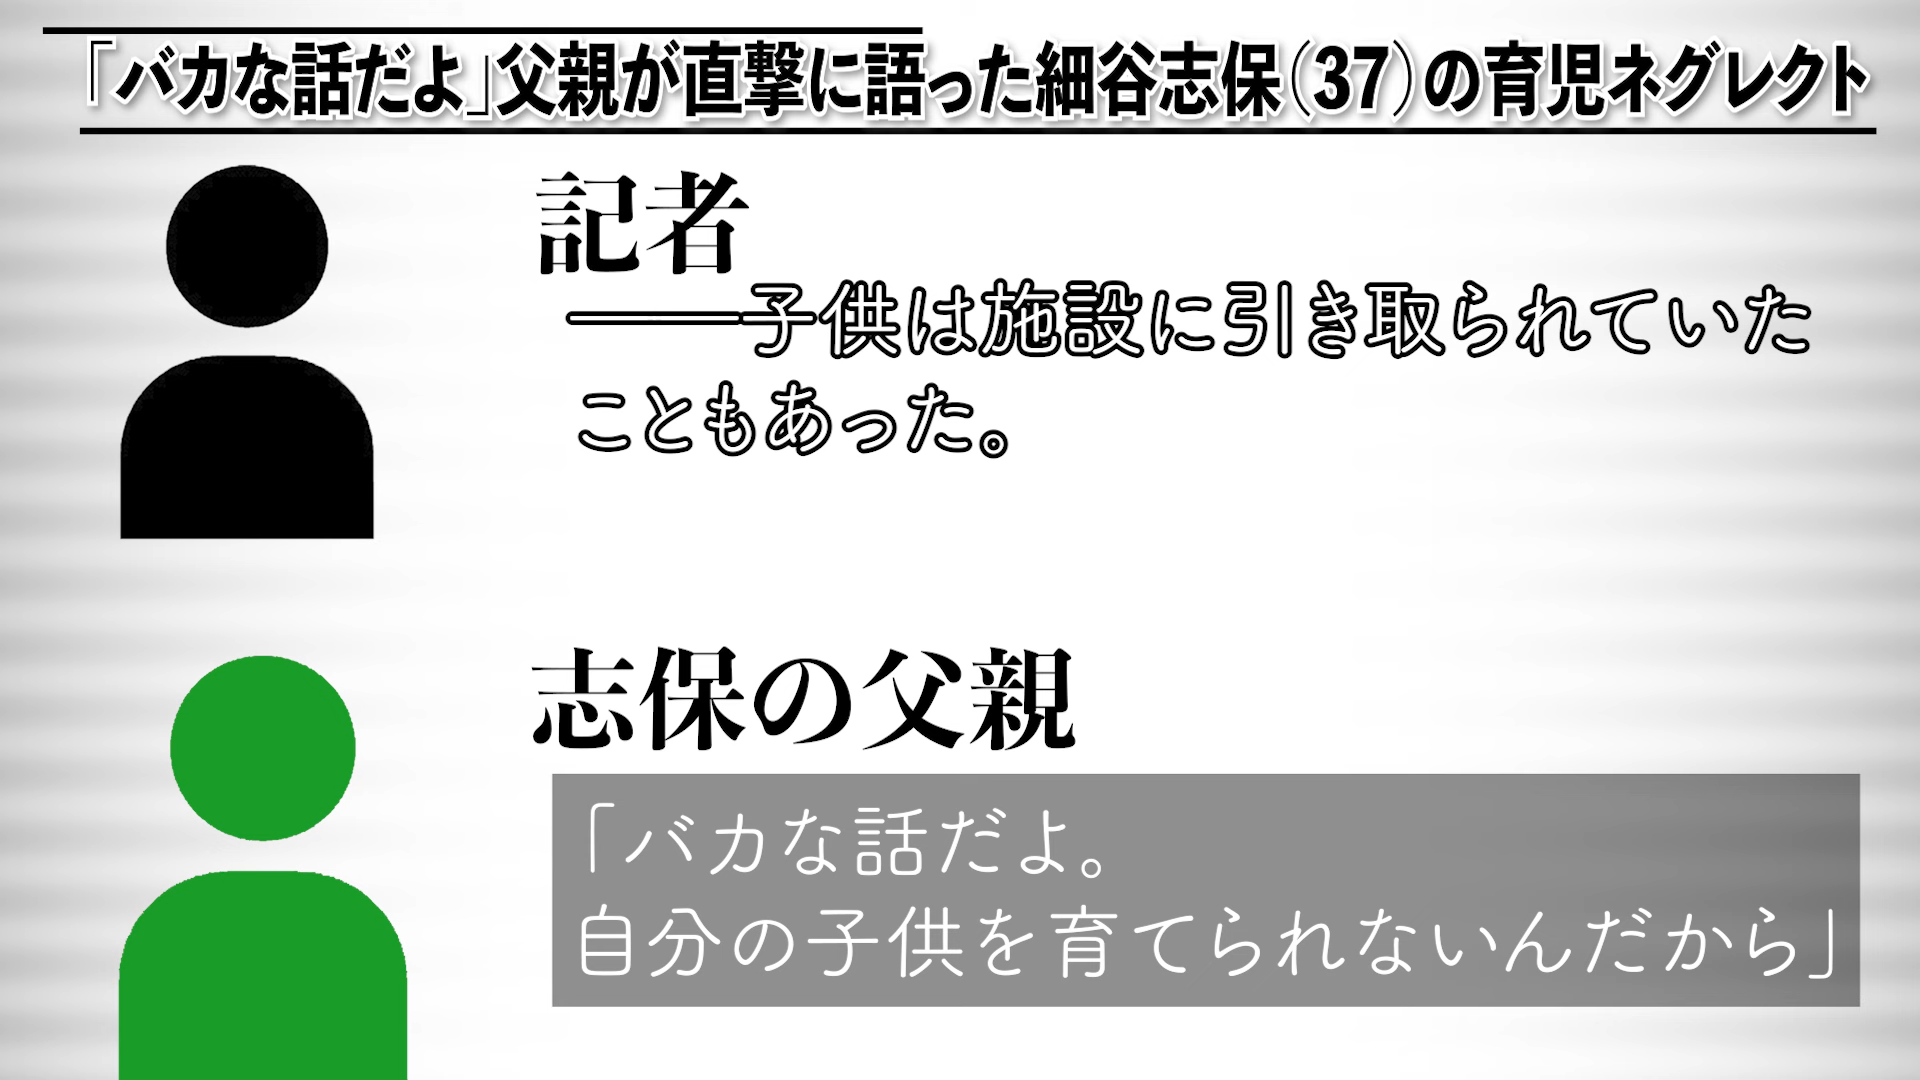 「バカな話だよ」父親が直撃に語った細谷志保(37)の育児ネグレクト
記者
――子供は施設に引き取られていた
こともあった。
志保の父親
「バカな話だよ。
自分の子供を育てられないんだから」